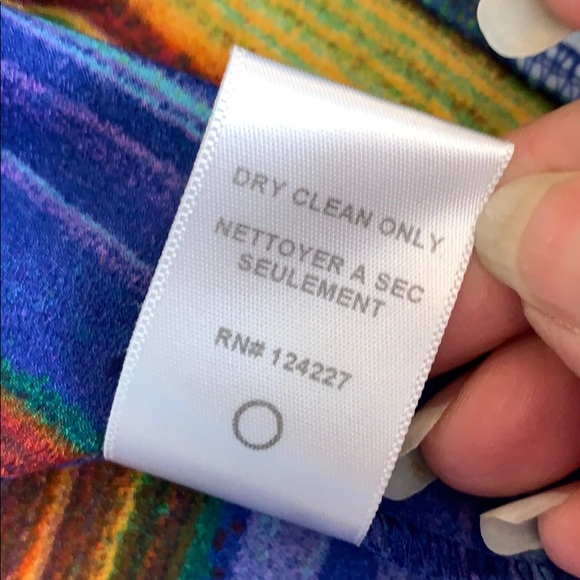 DRY CLEAN ONLY
NETTOYER A SEC
SEULEMENT
RN# 124227